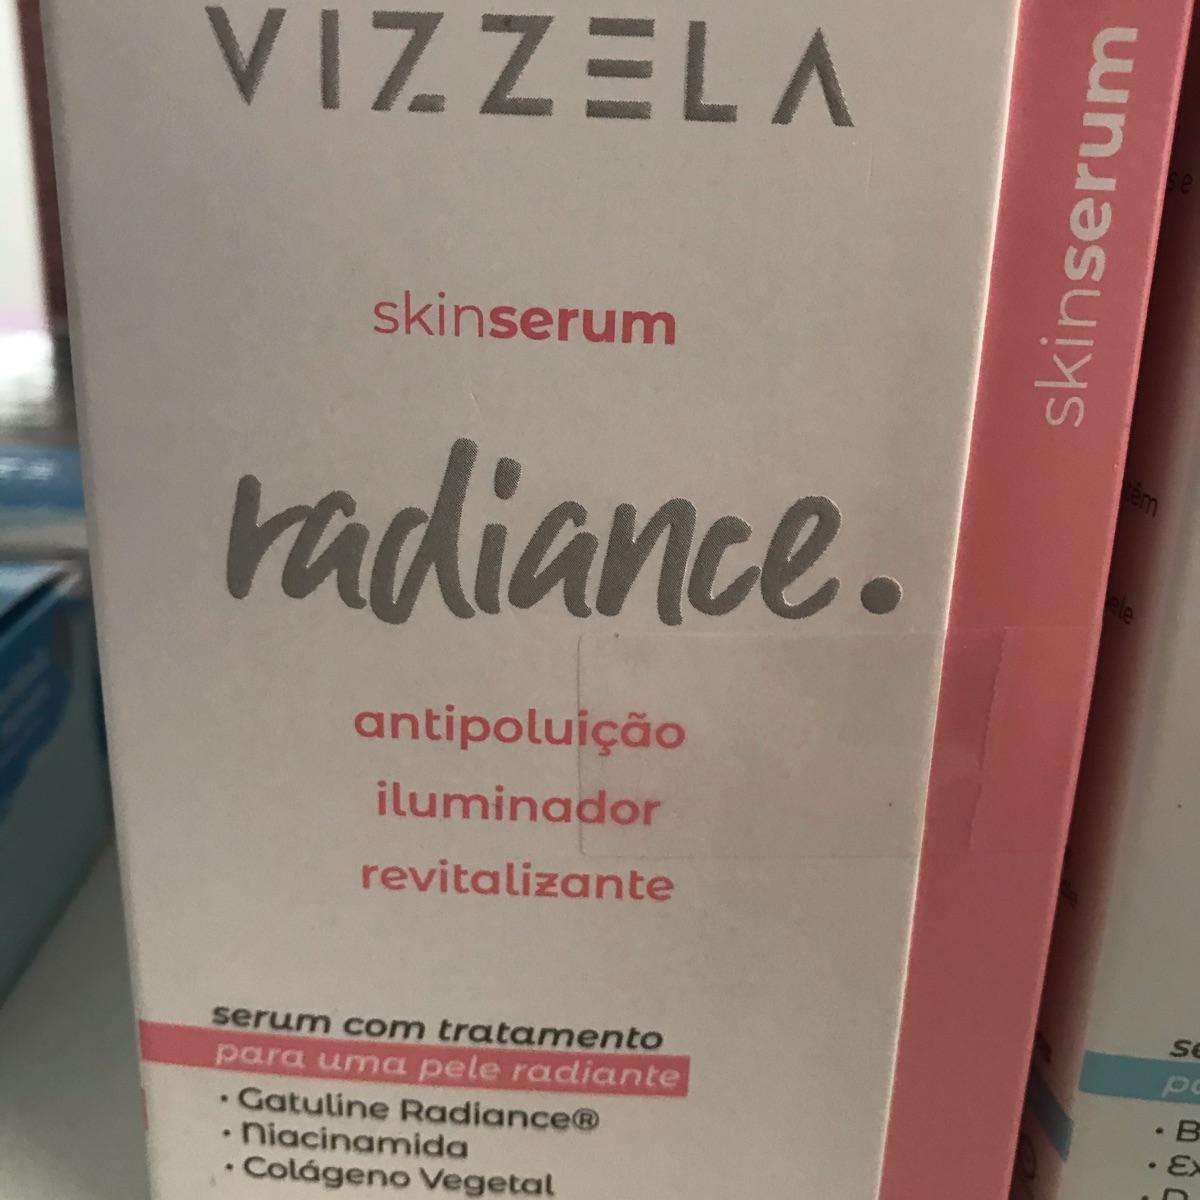 VIZZELA
skinserum
radiance.
antipoluição
iluminador
revitalizante
serum com tratamento
para uma pele radiante
• Gatuline Radiance®
• Niacinamida
• Colágeno Vegetal
skinserum